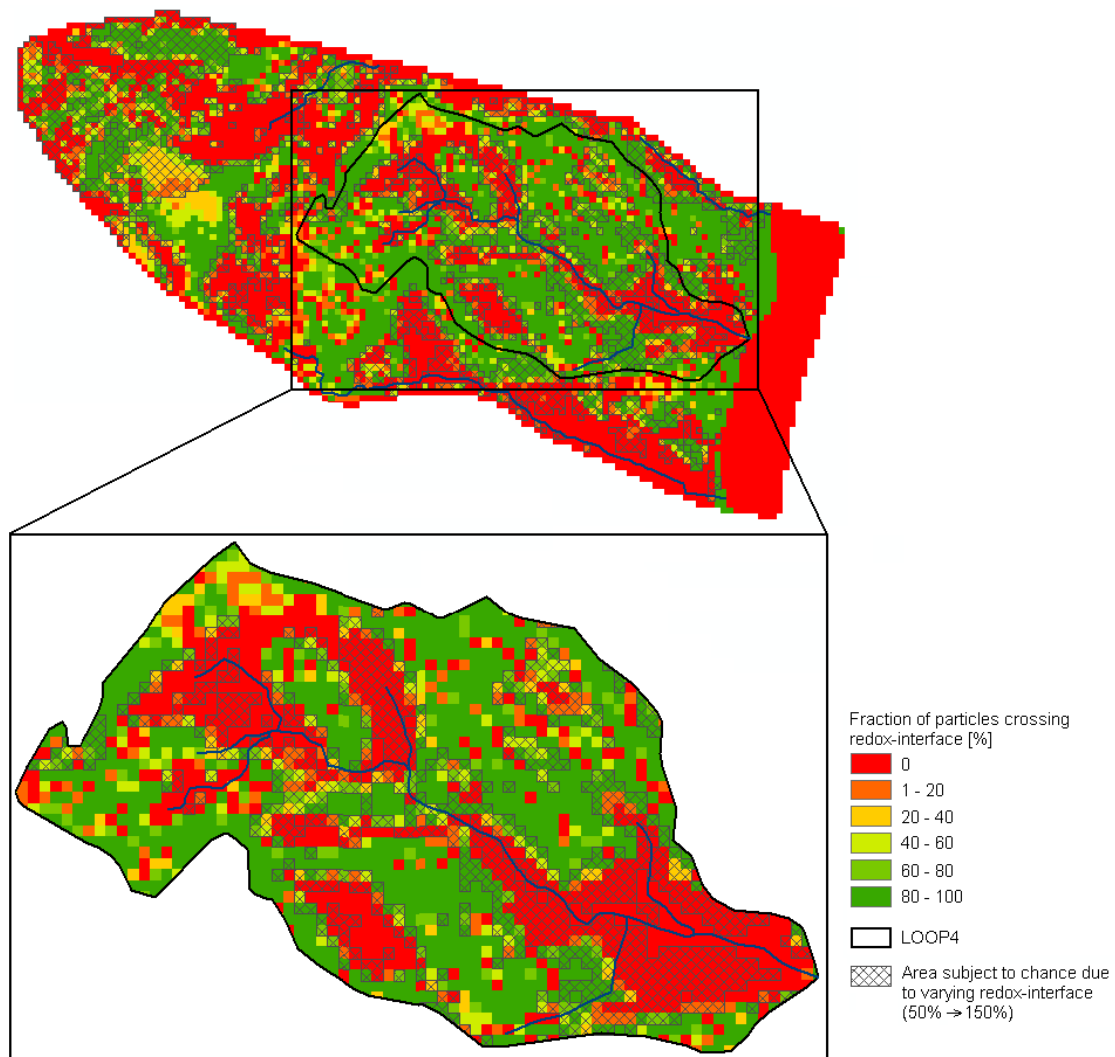 Fraction of particles crossing
redox-interface [%]
0
1 - 20
20 - 40
40 - 60
60 - 80
80 - 100
LOOP4
Area subject to chance due
to varying redox-interface
(50% → 150%)